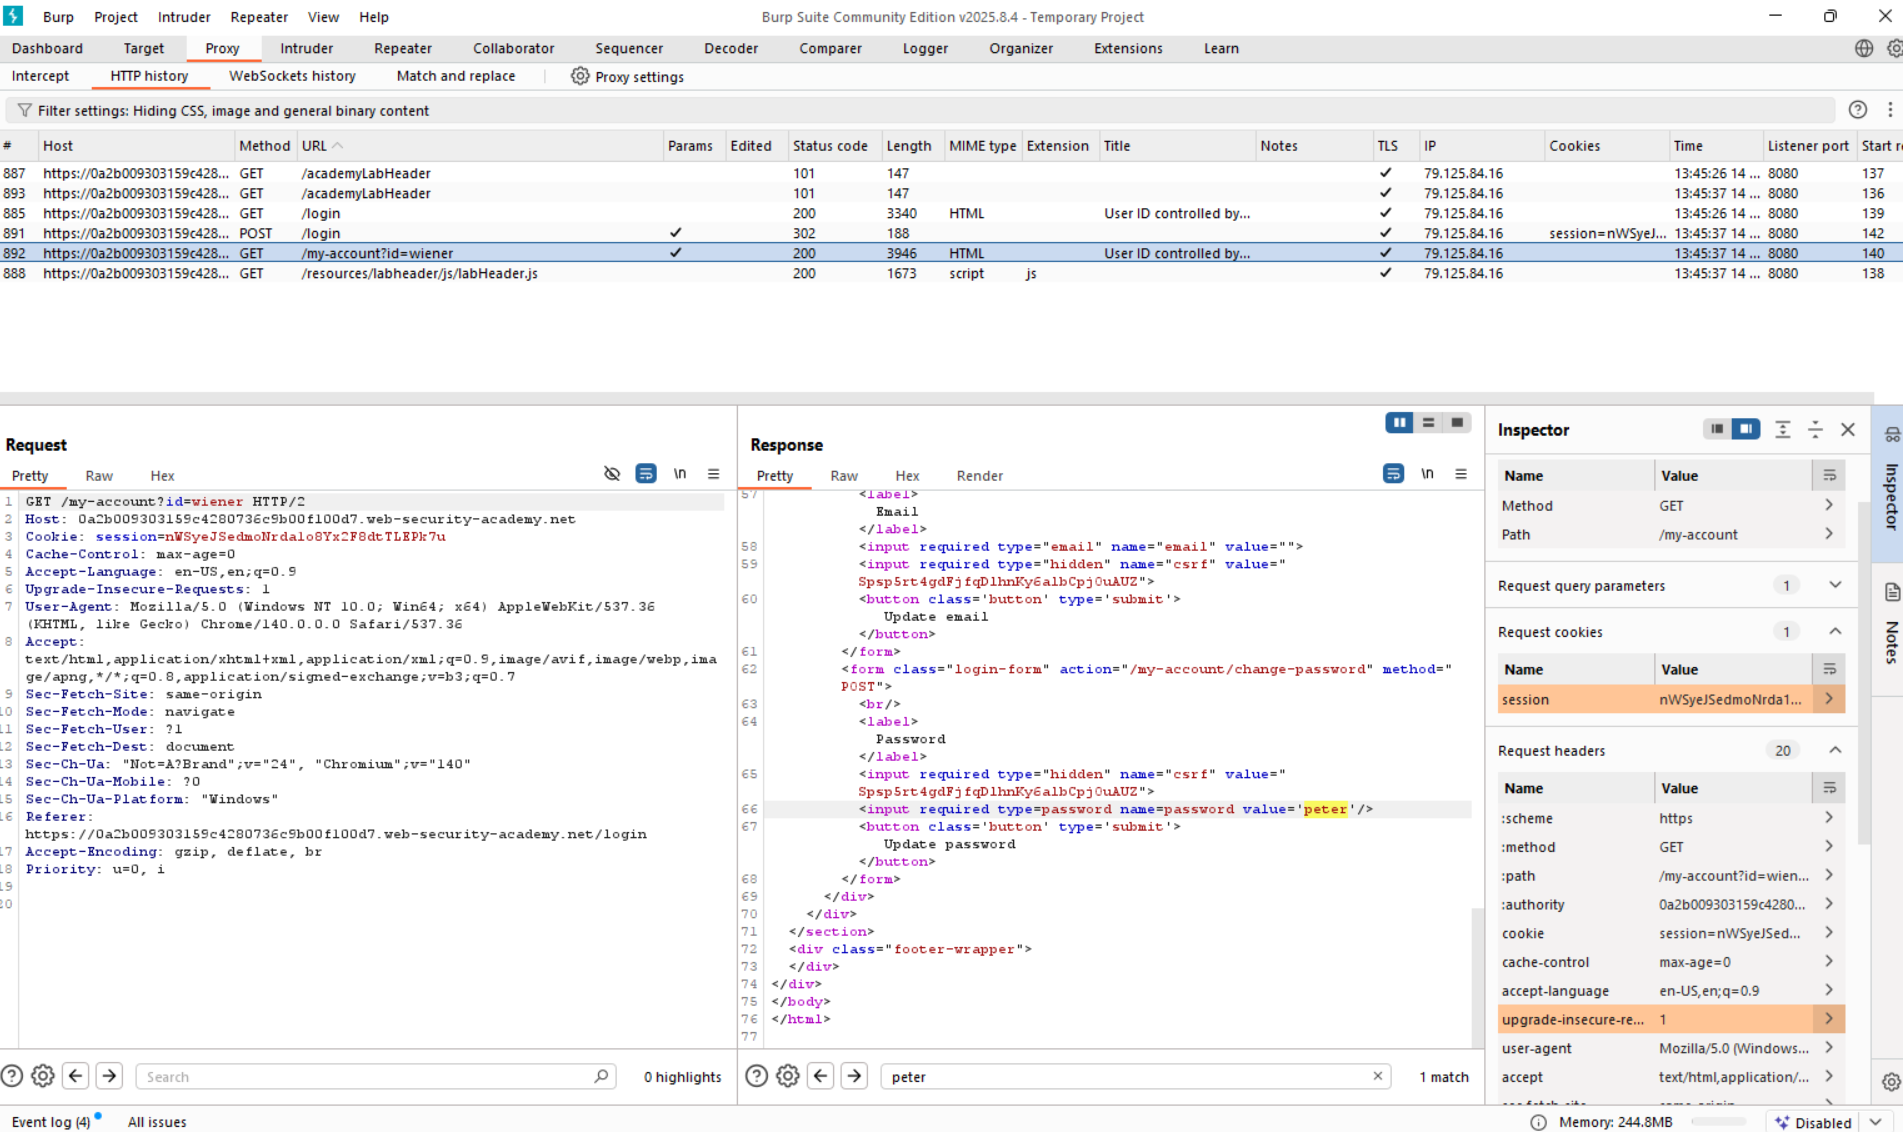 Burp Project Intruder Repeater View Help
Burp Suite Community Edition v2025.8.4 - Temporary Project
Dashboard Target Proxy Intruder Repeater Collaborator Sequencer Decoder Comparer Logger Organizer Extensions Learn
Intercept HTTP history WebSockets history Match and replace Proxy settings
Filter settings: Hiding CSS, image and general binary content
# Host Method URL Params Edited Status code Length MIME type Extension Title Notes TLS IP Cookies Time Listener port Start r
887 https://0a2b009303159c428... GET /academyLabHeader 101 147 ✓ 79.125.84.16 13:45:26 14 ... 8080 137
893 https://0a2b009303159c428... GET /academyLabHeader 101 147 ✓ 79.125.84.16 13:45:37 14 ... 8080 136
885 https://0a2b009303159c428... GET /login 200 3340 HTML User ID controlled by... ✓ 79.125.84.16 13:45:26 14 ... 8080 139
891 https://0a2b009303159c428... POST /login ✓ 302 188 ✓ 79.125.84.16 session=nWSyeJ... 13:45:37 14 ... 8080 142
892 https://0a2b009303159c428... GET /my-account?id=wiener ✓ 200 3946 HTML User ID controlled by... ✓ 79.125.84.16 13:45:37 14 ... 8080 140
888 https://0a2b009303159c428... GET /resources/labheader/js/labHeader.js 200 1673 script js ✓ 79.125.84.16 13:45:37 14 ... 8080 138
Request
Pretty Raw Hex
\n
1 GET /my-account?id=wiener HTTP/2
2 Host: 0a2b009303159c4280736c9b00f100d7.web-security-academy.net
3 Cookie: session=nWSyeJSedmoNrda1o8Yx2F8dtTLEPk7u
4 Cache-Control: max-age=0
5 Accept-Language: en-US,en;q=0.9
6 Upgrade-Insecure-Requests: 1
7 User-Agent: Mozilla/5.0 (Windows NT 10.0; Win64; x64) AppleWebKit/537.36
(KHTML, like Gecko) Chrome/140.0.0.0 Safari/537.36
8 Accept:
text/html,application/xhtml+xml,application/xml;q=0.9,image/avif,image/webp,ima
ge/apng,*/*;q=0.8,application/signed-exchange;v=b3;q=0.7
9 Sec-Fetch-Site: same-origin
10 Sec-Fetch-Mode: navigate
11 Sec-Fetch-User: ?1
12 Sec-Fetch-Dest: document
13 Sec-Ch-Ua: "Not=A?Brand";v="24", "Chromium";v="140"
14 Sec-Ch-Ua-Mobile: ?0
15 Sec-Ch-Ua-Platform: "Windows"
16 Referer:
https://0a2b009303159c4280736c9b00f100d7.web-security-academy.net/login
17 Accept-Encoding: gzip, deflate, br
18 Priority: u=0, i
19
20
Search
0 highlights
Response
Pretty Raw Hex Render
\n
57 <label>
Email
</label>
58 <input required type="email" name="email" value="">
59 <input required type="hidden" name="csrf" value="
Spsp5rt4gdFjfqD1hnKy6albCpj0uAUZ">
60 <button class='button' type='submit'>
Update email
</button>
61 </form>
62 <form class="login-form" action="/my-account/change-password" method="
POST">
63 <br/>
64 <label>
Password
</label>
65 <input required type="hidden" name="csrf" value="
Spsp5rt4gdFjfqD1hnKy6albCpj0uAUZ">
66 <input required type=password name=password value='peter'/>
67 <button class='button' type='submit'>
Update password
</button>
68 </form>
69 </div>
70 </div>
71 </section>
72 <div class="footer-wrapper">
73 </div>
74 </div>
75 </body>
76 </html>
77
peter
1 match
Inspector
Name Value
Method GET
Path /my-account
Request query parameters 1
Request cookies 1
Name Value
session nWSyeJSedmoNrda1...
Request headers 20
Name Value
:scheme https
:method GET
:path /my-account?id=wien...
:authority 0a2b009303159c4280...
cookie session=nWSyeJSed...
cache-control max-age=0
accept-language en-US,en;q=0.9
upgrade-insecure-re... 1
user-agent Mozilla/5.0 (Windows...
accept text/html,application/...
Inspector
Notes
Event log (4) All issues
Memory: 244.8MB
Disabled